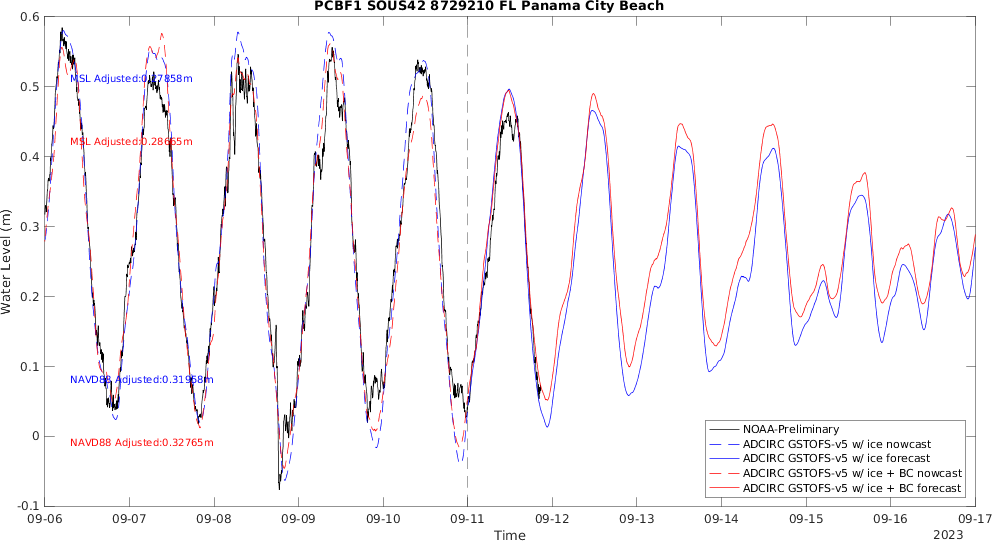 PCBF1 SOUS42 8729210 FL Panama City Beach
0.6
0.5
0.4
0.3
0.2
0.1
0
-0.1
Water Level (m)
MSL Adjusted:0.27858m
MSL Adjusted:0.28665m
NAVD88 Adjusted:0.31958m
NAVD88 Adjusted:0.32765m
NOAA-Preliminary
ADCIRC GSTOFS-v5 w/ ice nowcast
ADCIRC GSTOFS-v5 w/ ice forecast
ADCIRC GSTOFS-v5 w/ ice + BC nowcast
ADCIRC GSTOFS-v5 w/ ice + BC forecast
09-06 09-07 09-08 09-09 09-10 09-11 09-12 09-13 09-14 09-15 09-16 09-17
Time
2023